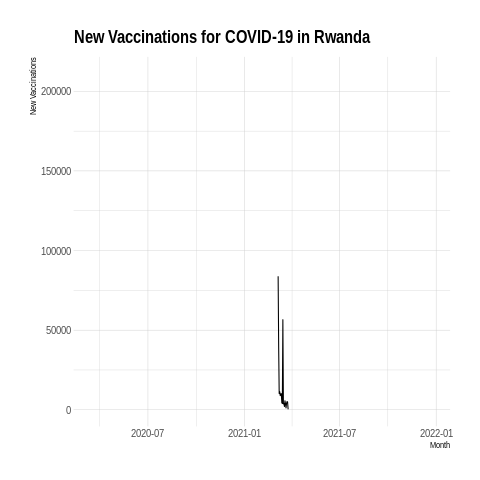 New Vaccinations for COVID-19 in Rwanda
New Vaccinations
200000
150000
100000
50000
0
2020-07 2021-01 2021-07 2022-01
Month